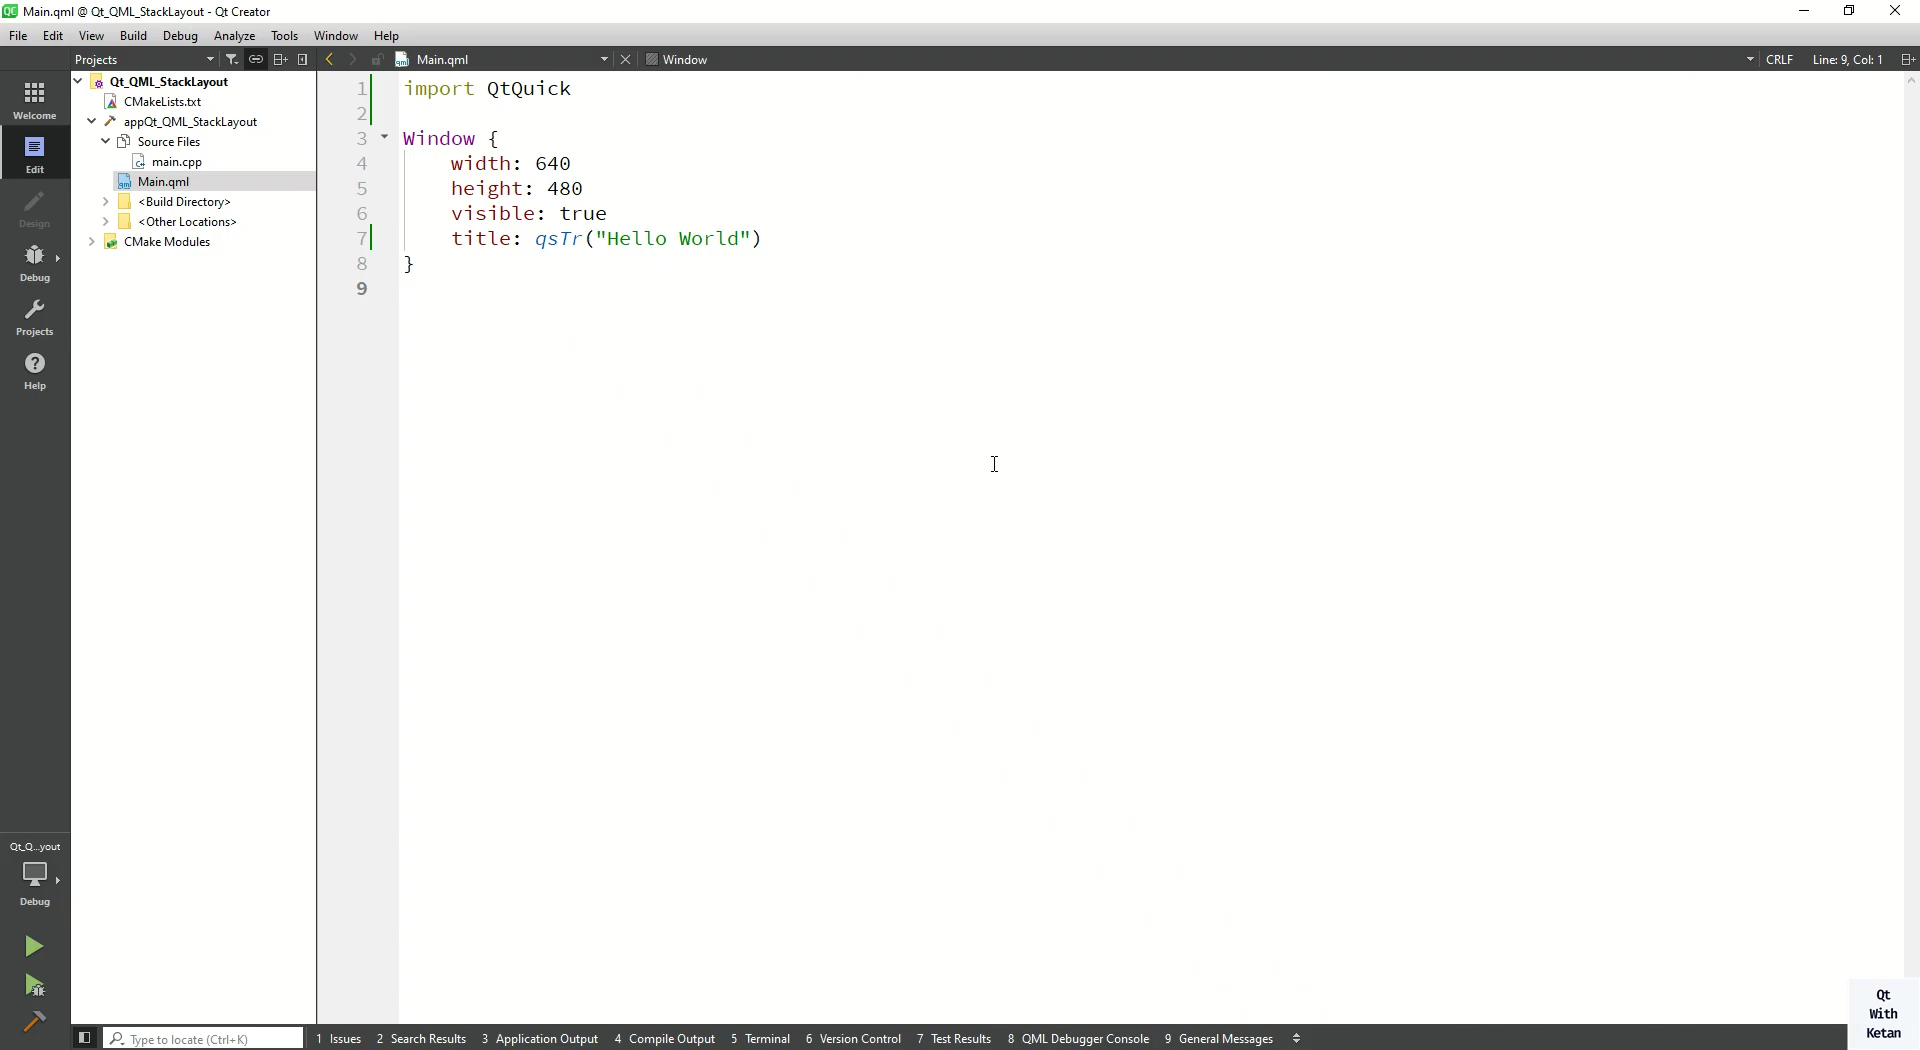 QC Main.qml @ Qt_QML_StackLayout - Qt Creator
File Edit View Build Debug Analyze Tools Window Help
Projects Main.qml Window CRLF Line: 9, Col: 1
Welcome
Edit
Design
Debug
Projects
Help
Qt_QML_StackLayout
CMakeLists.txt
appQt_QML_StackLayout
Source Files
main.cpp
Main.qml
<Build Directory>
<Other Locations>
CMake Modules
1 import QtQuick
2
3 Window {
4 width: 640
5 height: 480
6 visible: true
7 title: qsTr("Hello World")
8 }
9
Qt_Q...yout
Debug
Qt
With
Ketan
Type to locate (Ctrl+K) 1 Issues 2 Search Results 3 Application Output 4 Compile Output 5 Terminal 6 Version Control 7 Test Results 8 QML Debugger Console 9 General Messages